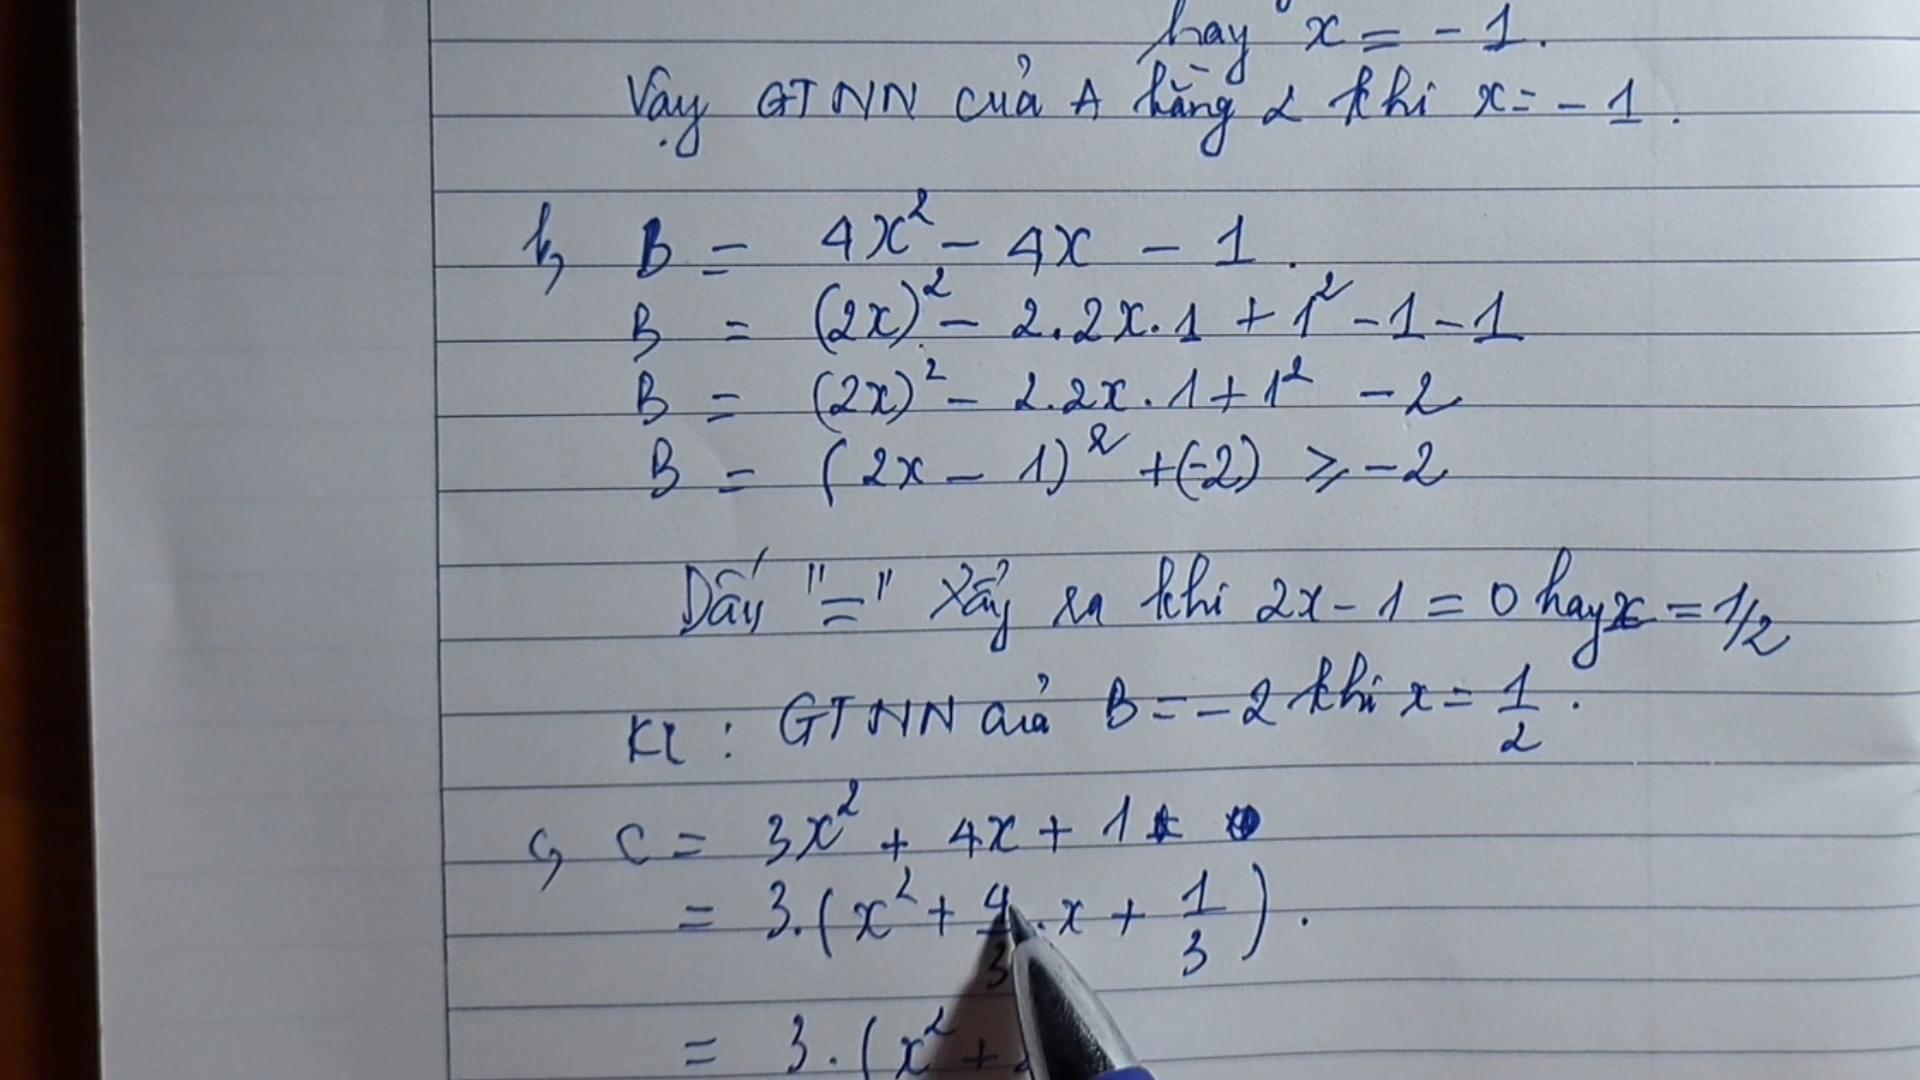 hay x = - 1.
Vậy GTNN của A bằng 2 khi x = - 1.
b, B = 4x² - 4x - 1.
B = (2x)² - 2.2x.1 + 1² - 1 - 1
B = (2x)² - 2.2x.1 + 1² - 2
B = (2x - 1)² + (-2) ≥ -2
Dấu "=" xảy ra khi 2x - 1 = 0 hay x = 1/2
KL : GTNN của B = -2 khi x = 1/2.
c, C = 3x² + 4x + 1
= 3.(x² + 4/3.x + 1/3).
= 3.(x² +